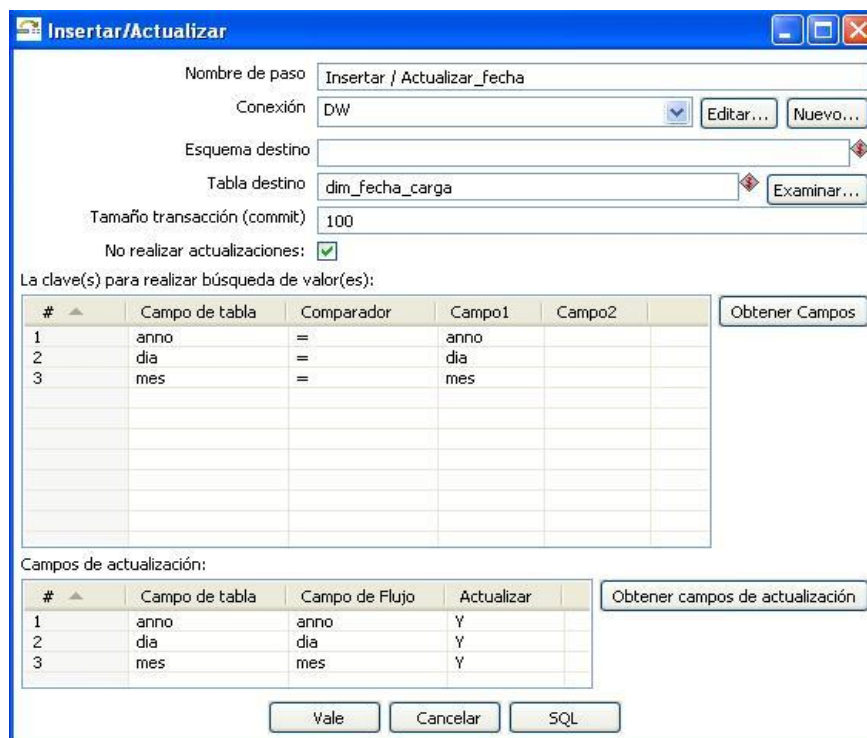 Insertar/Actualizar
Nombre de paso Insertar / Actualizar_fecha
Conexión DW Editar... Nuevo...
Esquema destino
Tabla destino dim_fecha_carga Examinar...
Tamaño transacción (commit) 100
No realizar actualizaciones:
La clave(s) para realizar búsqueda de valor(es):
# Campo de tabla Comparador Campo1 Campo2 Obtener Campos
1 anno = anno
2 dia = dia
3 mes = mes
Campos de actualización:
# Campo de tabla Campo de Flujo Actualizar Obtener campos de actualización
1 anno anno Y
2 dia dia Y
3 mes mes Y
Vale Cancelar SQL